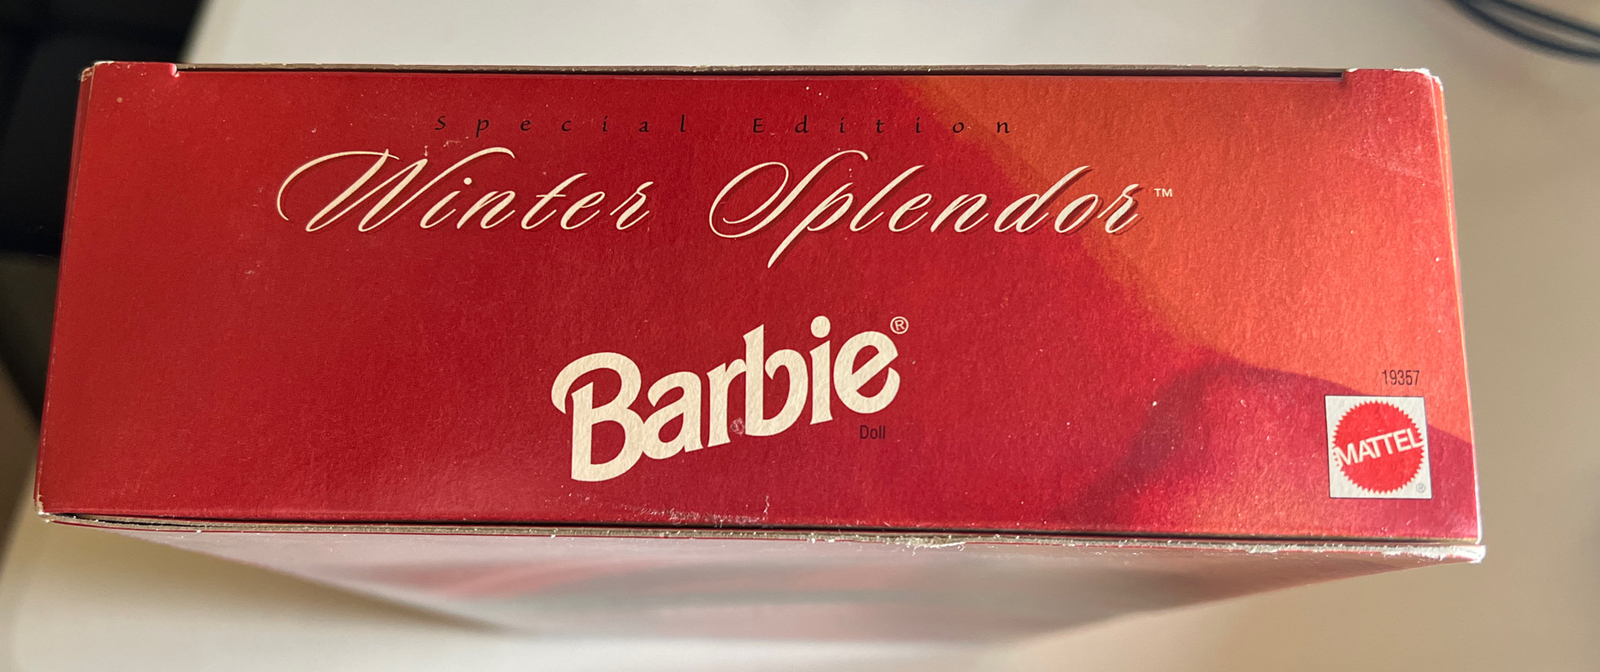 Special Edition
Winter Splendor™
Barbie®
Doll
19357
MATTEL
®